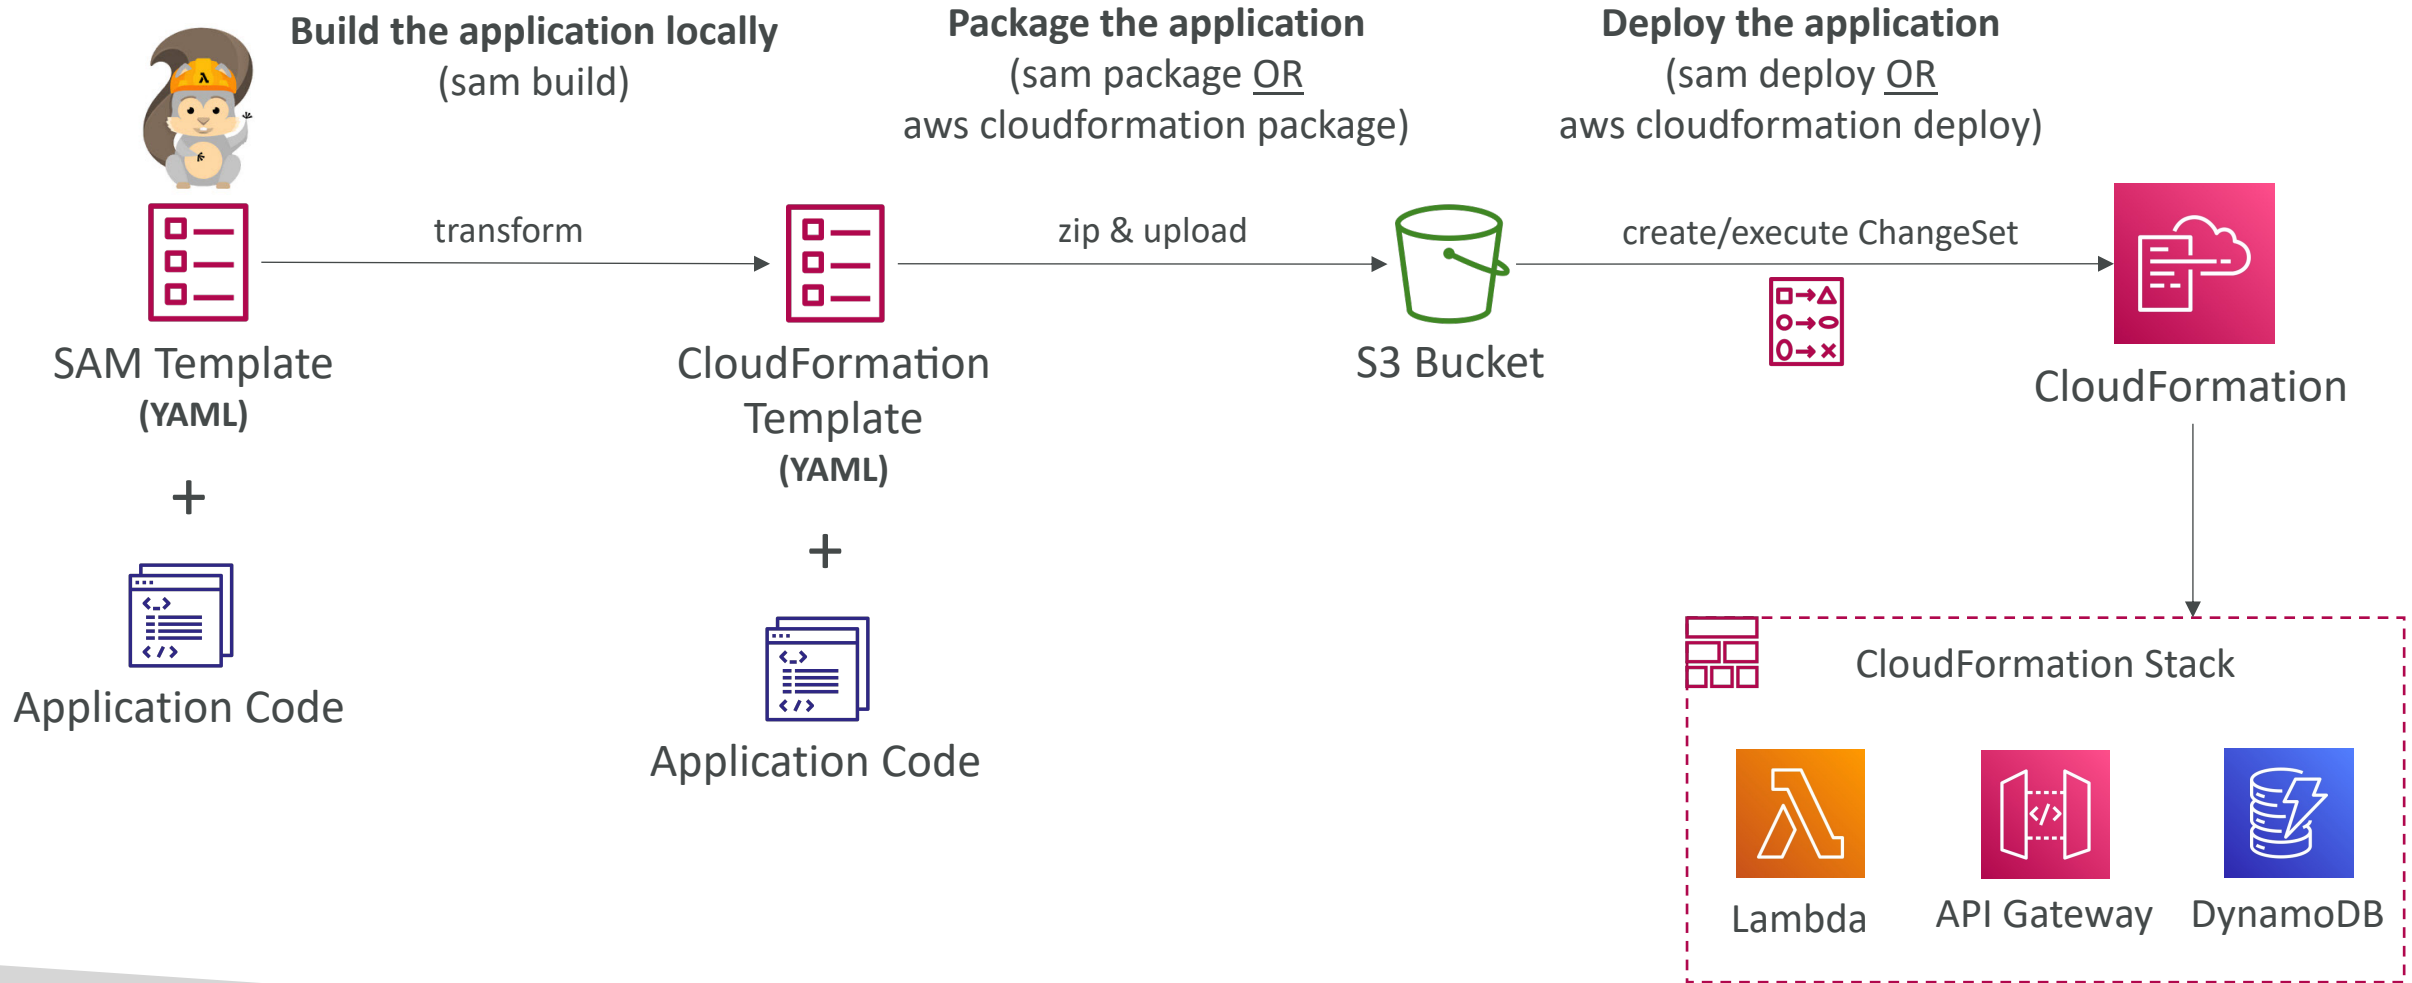 Build the application locally
(sam build)
Package the application
(sam package OR
aws cloudformation package)
Deploy the application
(sam deploy OR
aws cloudformation deploy)
transform
zip & upload
create/execute ChangeSet
SAM Template
(YAML)
+
Application Code
CloudFormation
Template
(YAML)
+
Application Code
S3 Bucket
CloudFormation
CloudFormation Stack
Lambda
API Gateway
DynamoDB